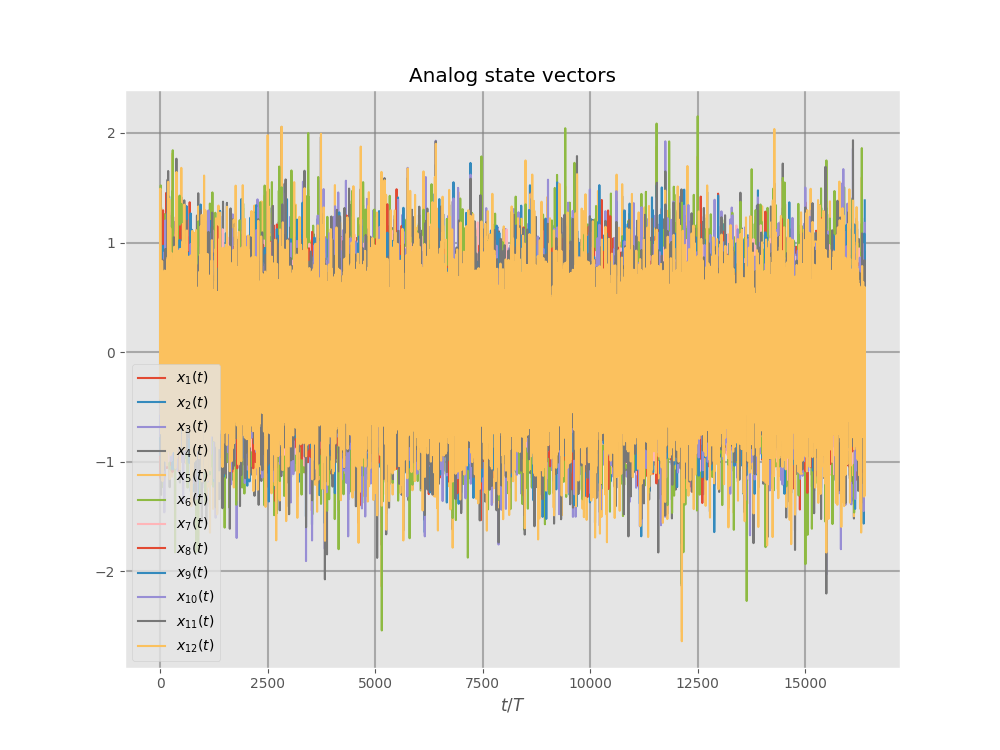 Analog state vectors
2
1
0
−1
−2
x₁(t)
x₂(t)
x₃(t)
x₄(t)
x₅(t)
x₆(t)
x₇(t)
x₈(t)
x₉(t)
x₁₀(t)
x₁₁(t)
x₁₂(t)
0 2500 5000 7500 10000 12500 15000
t/T